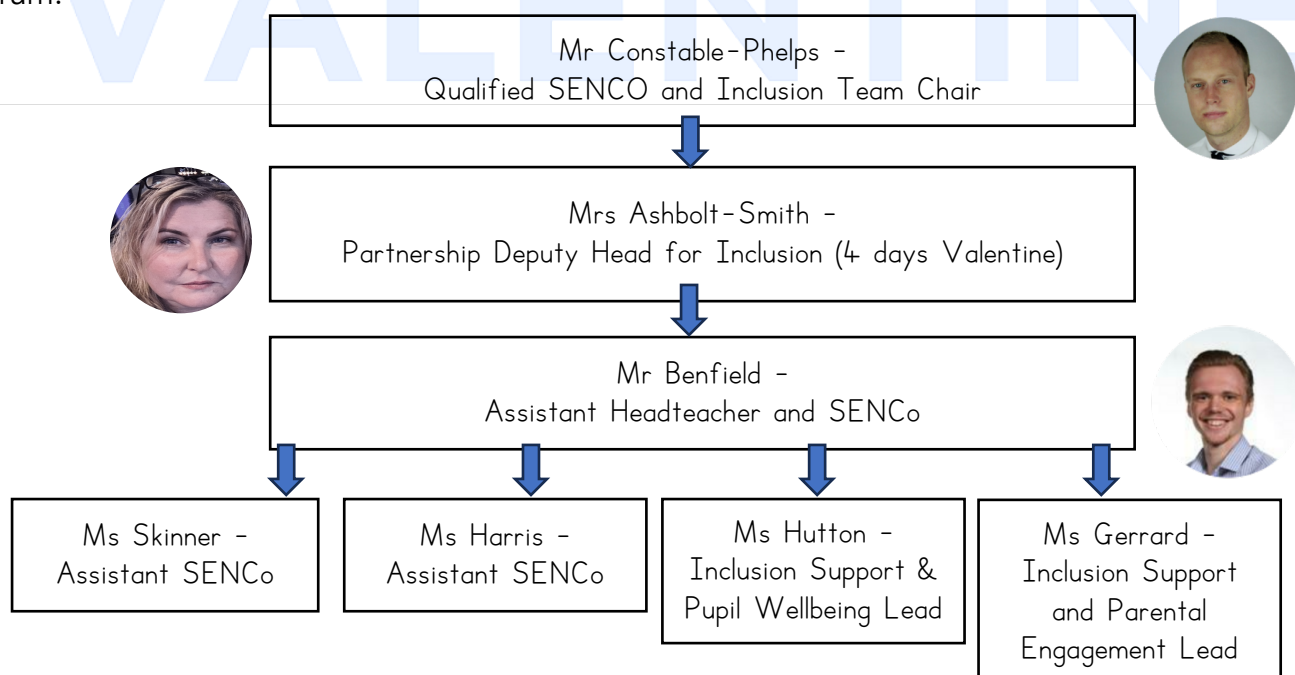 rum.
VALENTINE
Mr Constable-Phelps -
Qualified SENCO and Inclusion Team Chair
Mrs Ashbolt-Smith -
Partnership Deputy Head for Inclusion (4 days Valentine)
Mr Benfield -
Assistant Headteacher and SENCo
Ms Skinner -
Assistant SENCo
Ms Harris -
Assistant SENCo
Ms Hutton -
Inclusion Support &
Pupil Wellbeing Lead
Ms Gerrard -
Inclusion Support
and Parental
Engagement Lead